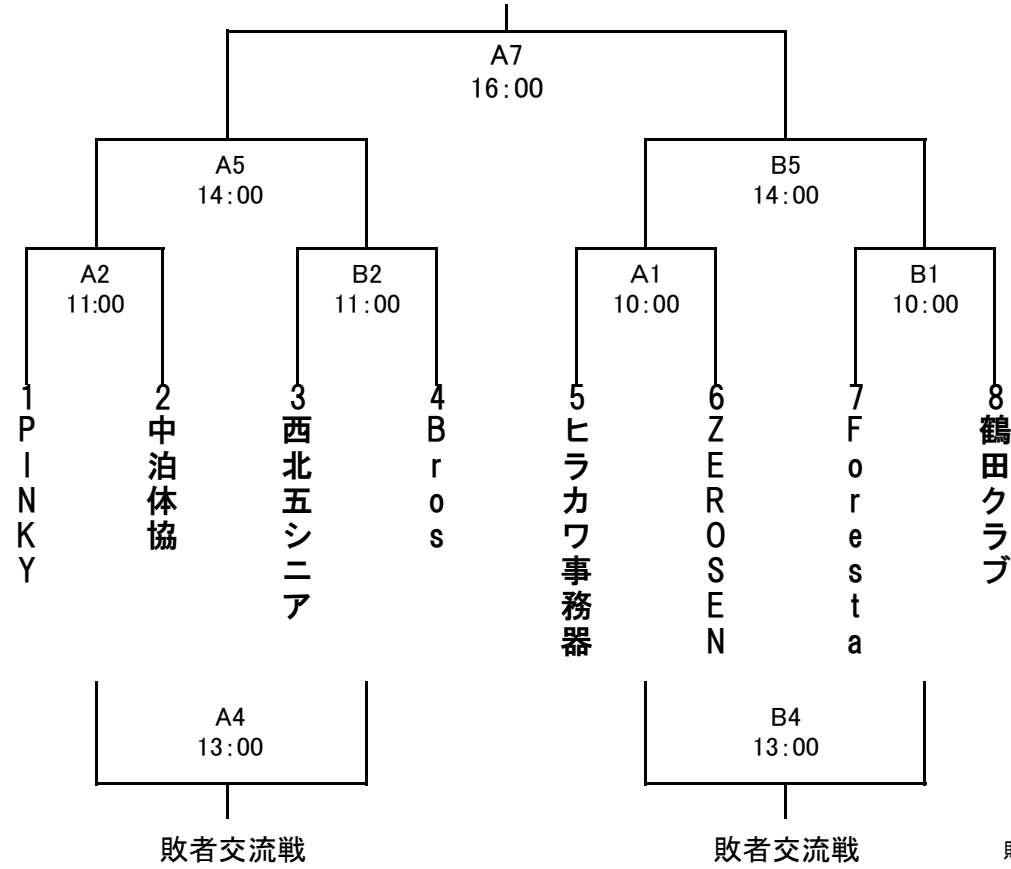 A7
16:00
A5
14:00
B5
14:00
A2
11:00
B2
11:00
A1
10:00
B1
10:00
1
PINKY
2
中泊体協
3
西北五シニア
4
Bros
5
ヒラカワ事務器
6
ZEROSEN
7
Foresta
8
鶴田クラブ
A4
13:00
B4
13:00
敗者交流戦
敗者交流戦